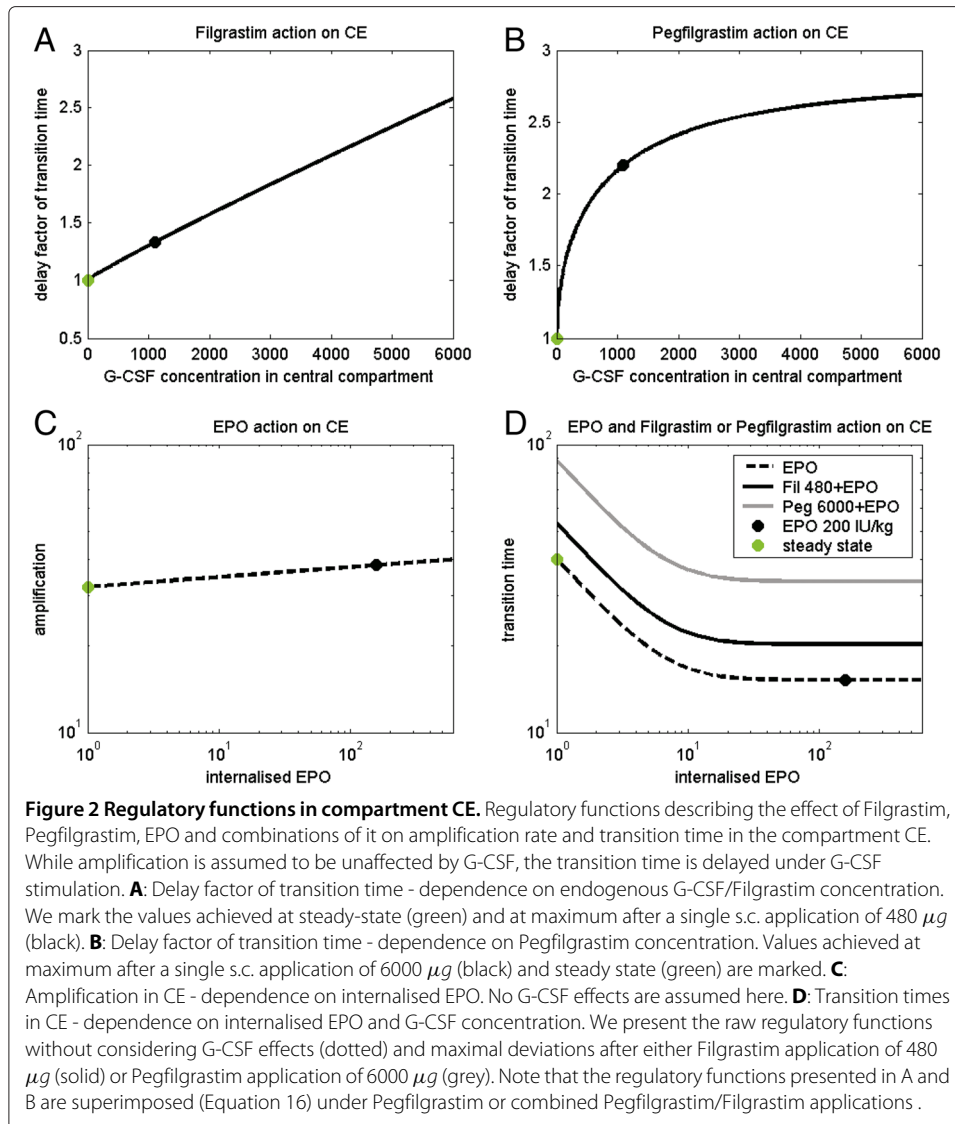 A
Filgrastim action on CE
3
2.5
2
1.5
1
0.5
delay factor of transition time
0 1000 2000 3000 4000 5000 6000
G-CSF concentration in central compartment
B
Pegfilgrastim action on CE
3
2.5
2
1.5
1
delay factor of transition time
0 1000 2000 3000 4000 5000 6000
G-CSF concentration in central compartment
C
EPO action on CE
10²
10¹
amplification
10⁰ 10¹ 10²
internalised EPO
D
EPO and Filgrastim or Pegfilgrastim action on CE
10²
10¹
transition time
EPO
Fil 480+EPO
Peg 6000+EPO
EPO 200 IU/kg
steady state
10⁰ 10¹ 10²
internalised EPO
Figure 2 Regulatory functions in compartment CE. Regulatory functions describing the effect of Filgrastim,
Pegfilgrastim, EPO and combinations of it on amplification rate and transition time in the compartment CE.
While amplification is assumed to be unaffected by G-CSF, the transition time is delayed under G-CSF
stimulation. A: Delay factor of transition time - dependence on endogenous G-CSF/Filgrastim concentration.
We mark the values achieved at steady-state (green) and at maximum after a single s.c. application of 480 μg
(black). B: Delay factor of transition time - dependence on Pegfilgrastim concentration. Values achieved at
maximum after a single s.c. application of 6000 μg (black) and steady state (green) are marked. C:
Amplification in CE - dependence on internalised EPO. No G-CSF effects are assumed here. D: Transition times
in CE - dependence on internalised EPO and G-CSF concentration. We present the raw regulatory functions
without considering G-CSF effects (dotted) and maximal deviations after either Filgrastim application of 480
μg (solid) or Pegfilgrastim application of 6000 μg (grey). Note that the regulatory functions presented in A and
B are superimposed (Equation 16) under Pegfilgrastim or combined Pegfilgrastim/Filgrastim applications .